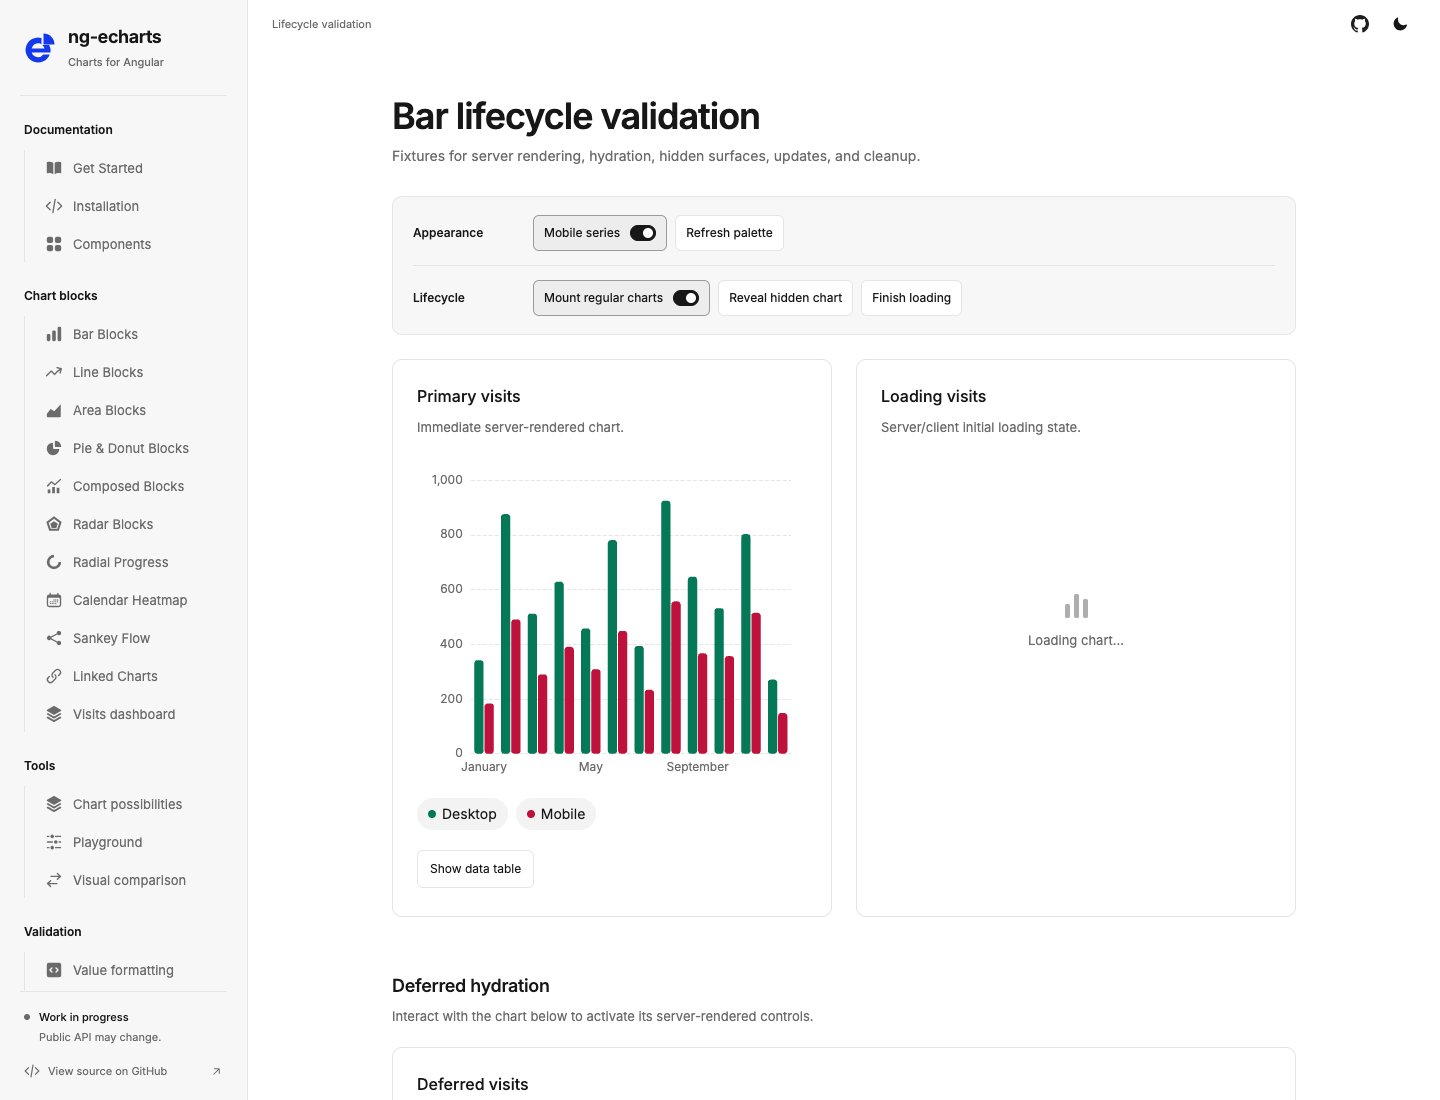 ng-echarts
Charts for Angular
Documentation
Get Started
Installation
Components
Chart blocks
Bar Blocks
Line Blocks
Area Blocks
Pie & Donut Blocks
Composed Blocks
Radar Blocks
Radial Progress
Calendar Heatmap
Sankey Flow
Linked Charts
Visits dashboard
Tools
Chart possibilities
Playground
Visual comparison
Validation
Value formatting
Work in progress
Public API may change.
View source on GitHub
Lifecycle validation
Bar lifecycle validation
Fixtures for server rendering, hydration, hidden surfaces, updates, and cleanup.
Appearance Mobile series Refresh palette
Lifecycle Mount regular charts Reveal hidden chart Finish loading
Primary visits
Immediate server-rendered chart.
1,000
800
600
400
200
0
January May September
Desktop Mobile
Show data table
Loading visits
Server/client initial loading state.
Loading chart...
Deferred hydration
Interact with the chart below to activate its server-rendered controls.
Deferred visits